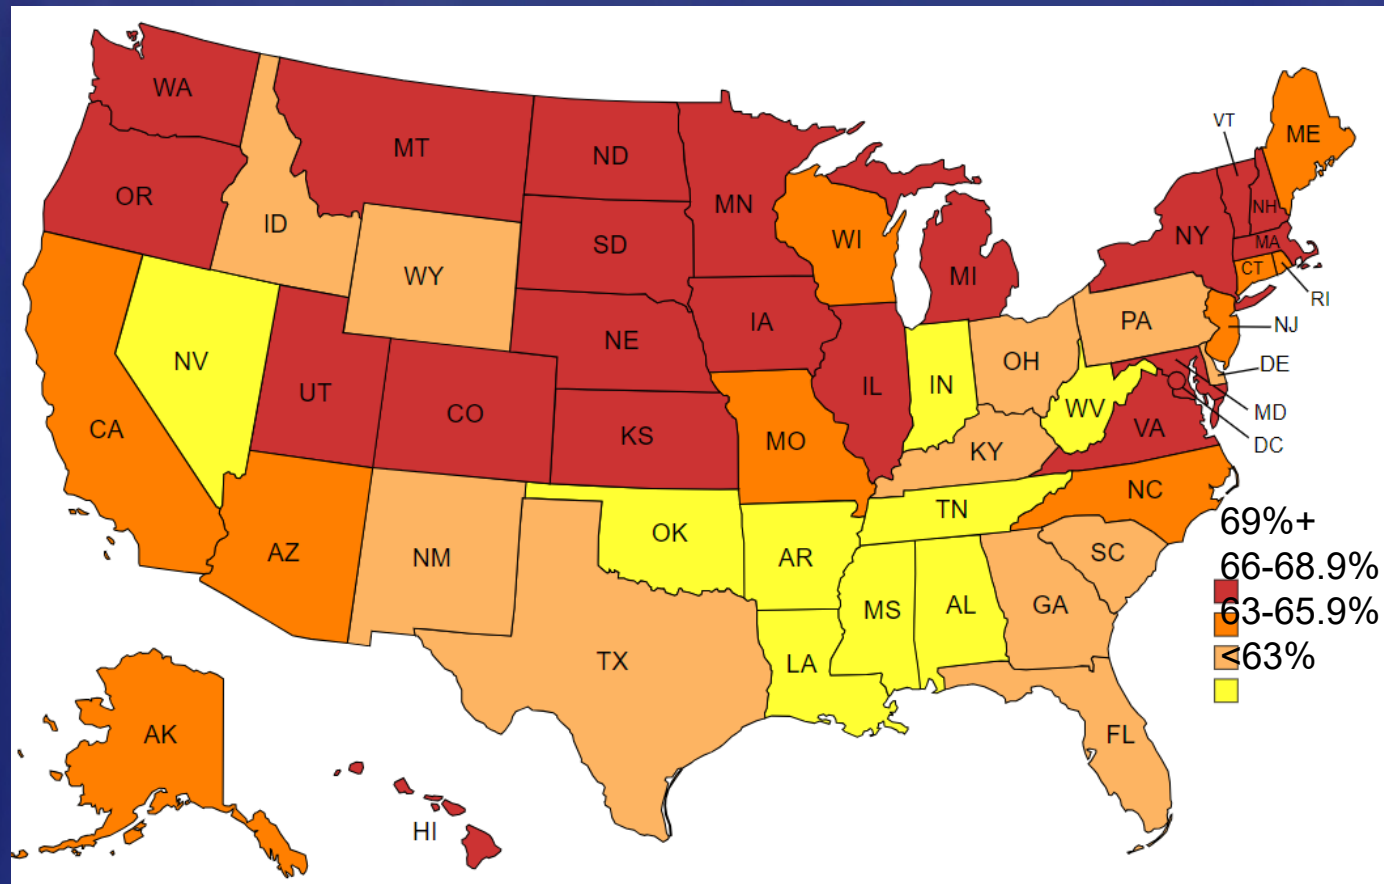 WA
MT
ND
MN
OR
ID
SD
WI
MI
WY
NE
IA
NY
VT
NH
ME
MA
CT
RI
NV
UT
CO
KS
IL
IN
OH
PA
NJ
DE
MD
DC
CA
MO
KY
WV
VA
AZ
NM
OK
AR
TN
NC
TX
LA
MS
AL
GA
SC
FL
AK
HI
69%+
66-68.9%
63-65.9%
<63%